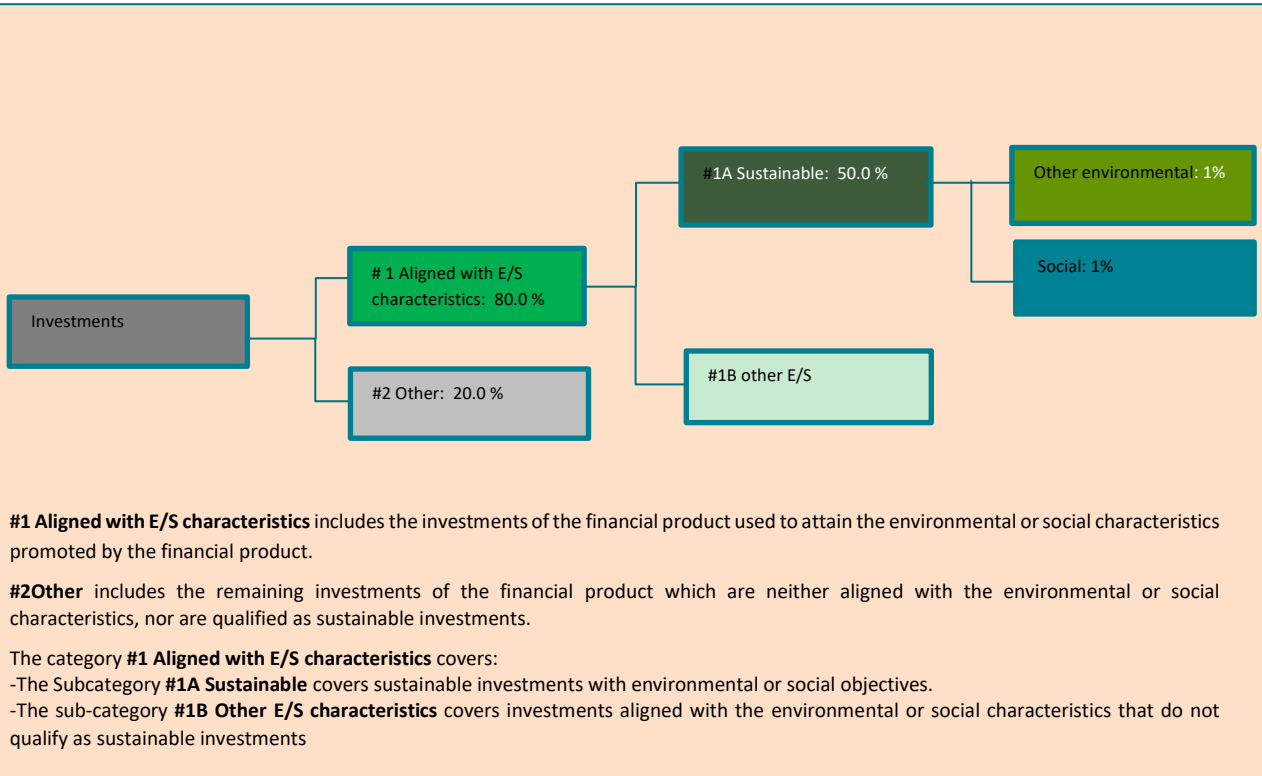 Investments
# 1 Aligned with E/S
characteristics: 80.0 %
#2 Other: 20.0 %
#1A Sustainable: 50.0 %
#1B other E/S
Other environmental: 1%
Social: 1%
#1 Aligned with E/S characteristics includes the investments of the financial product used to attain the environmental or social characteristics
promoted by the financial product.
#2Other includes the remaining investments of the financial product which are neither aligned with the environmental or social
characteristics, nor are qualified as sustainable investments.
The category #1 Aligned with E/S characteristics covers:
-The Subcategory #1A Sustainable covers sustainable investments with environmental or social objectives.
-The sub-category #1B Other E/S characteristics covers investments aligned with the environmental or social characteristics that do not
qualify as sustainable investments